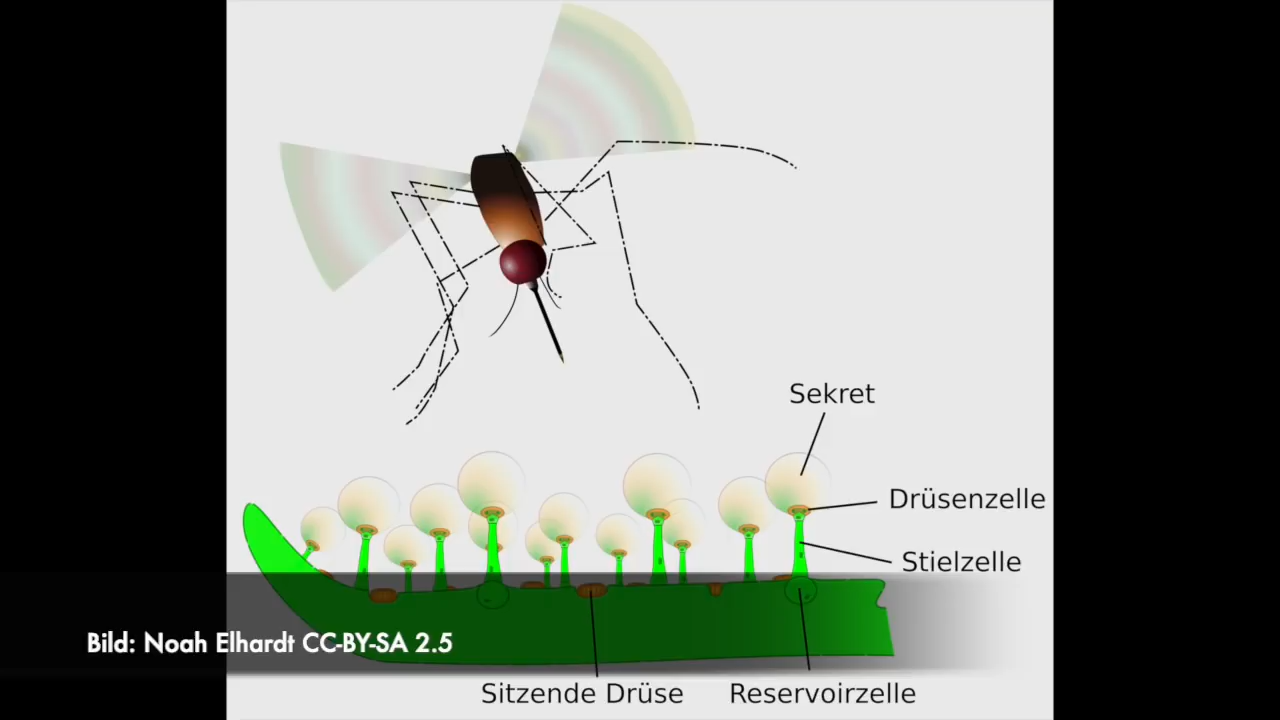 Sekret
Drüsenzelle
Stielzelle
Bild: Noah Elhardt CC-BY-SA 2.5
Sitzende Drüse
Reservoirzelle